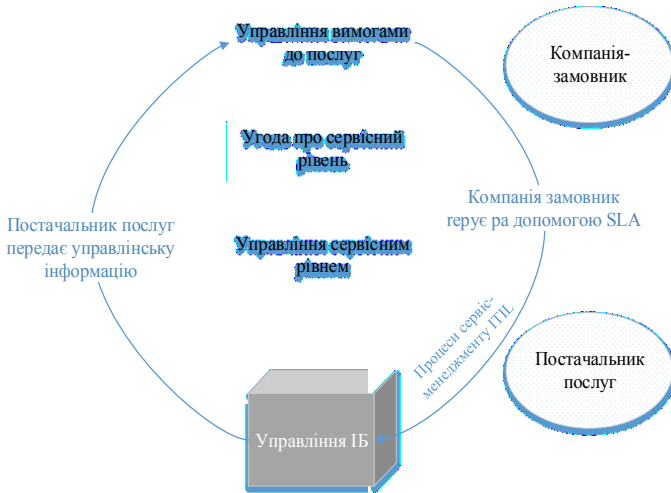 Управління вимогами
до послуг
Компанія-
замовник
Угода про сервісний
рівень
Постачальник послуг
передає управлінську
інформацію
Компанія замовник
герує ра допомогою SLA
Управління сервісним
рівнем
Процеси сервіс-
менеджменту ITIL
Постачальник
послуг
Управління ІБ